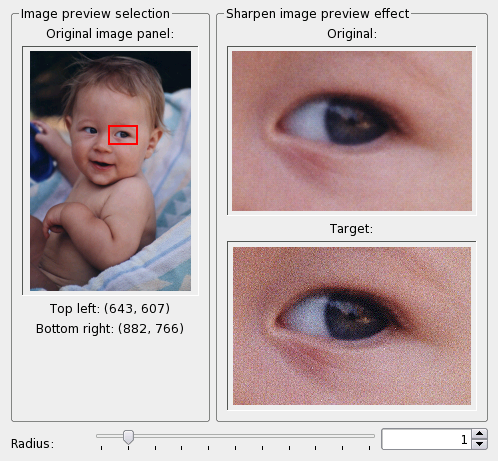 Image preview selection
Original image panel:
Top left: (643, 607)
Bottom right: (882, 766)
Sharpen image preview effect
Original:
Target:
Radius:
1